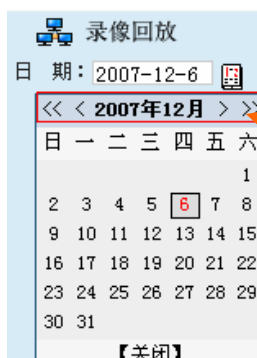 录像回放
日 期：2007-12-6
<< < 2007年12月 > >>
日 一 二 三 四 五 六
1
2 3 4 5 6 7 8
9 10 11 12 13 14 15
16 17 18 19 20 21 22
23 24 25 26 27 28 29
30 31
【关闭】